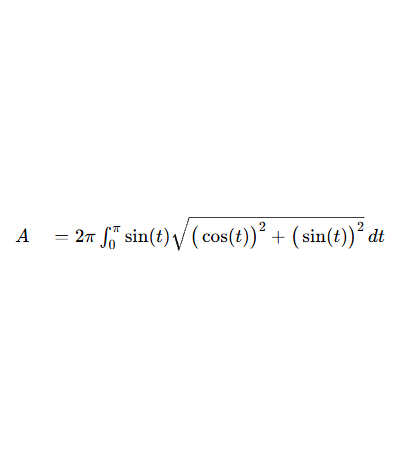 A = 2π ∫₀^π sin(t)√((cos(t))² + (sin(t))²) dt